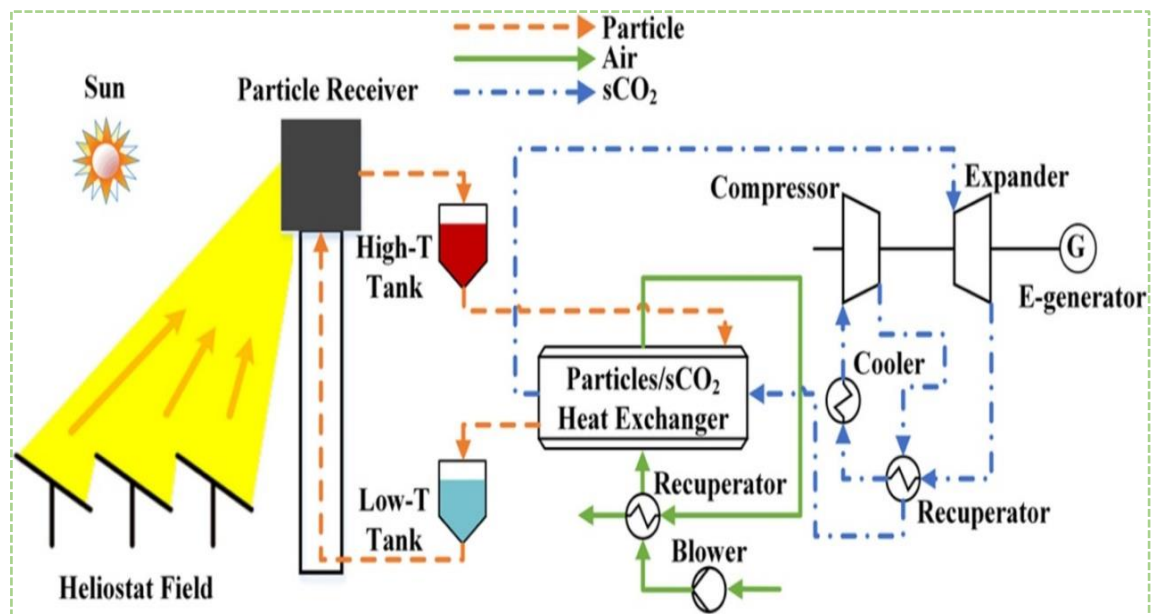 Particle
Air
sCO₂
Sun
Particle Receiver
Compressor
Expander
High-T
Tank
G
E-generator
Particles/sCO₂
Heat Exchanger
Cooler
Low-T
Tank
Recuperator
Recuperator
Blower
Heliostat Field